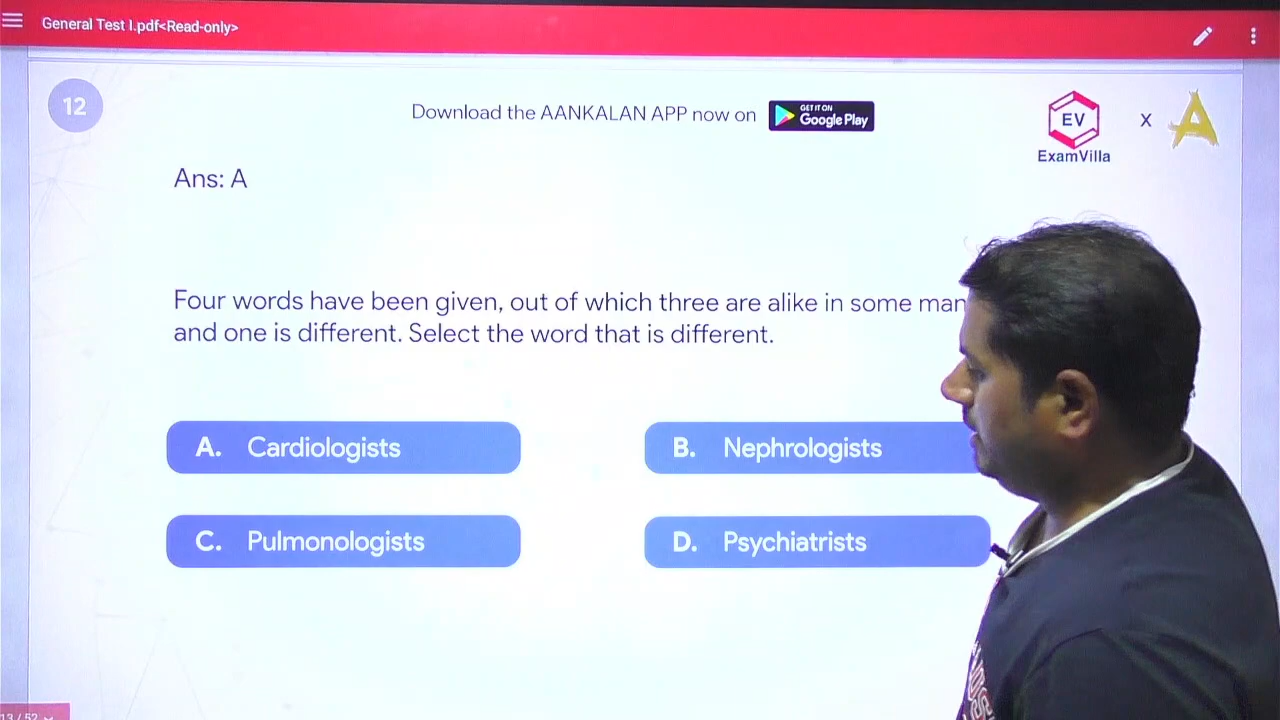 General Test I.pdf<Read-only>
12
Download the AANKALAN APP now on
GET IT ON
Google Play
EV
ExamVilla
X
A
Ans: A
Four words have been given, out of which three are alike in some man
and one is different. Select the word that is different.
A. Cardiologists
B. Nephrologists
C. Pulmonologists
D. Psychiatrists
13 / 52